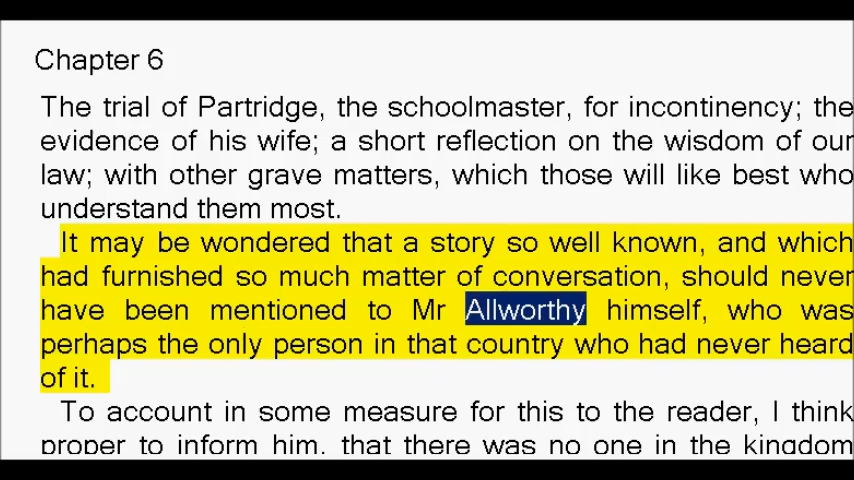 Chapter 6
The trial of Partridge, the schoolmaster, for incontinency; the
evidence of his wife; a short reflection on the wisdom of our
law; with other grave matters, which those will like best who
understand them most.
It may be wondered that a story so well known, and which
had furnished so much matter of conversation, should never
have been mentioned to Mr Allworthy himself, who was
perhaps the only person in that country who had never heard
of it.
To account in some measure for this to the reader, I think
proper to inform him, that there was no one in the kingdom